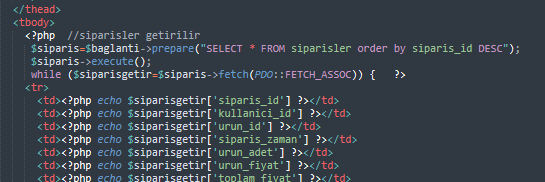 </thead>
<tbody>
<?php  //siparisler getirilir
$siparis=$baglanti->prepare("SELECT * FROM siparisler order by siparis_id DESC");
$siparis->execute();
while ($siparisgetir=$siparis->fetch(PDO::FETCH_ASSOC)) {   ?>
<tr>
<td><?php echo $siparisgetir['siparis_id'] ?></td>
<td><?php echo $siparisgetir['kullanici_id'] ?></td>
<td><?php echo $siparisgetir['urun_id'] ?></td>
<td><?php echo $siparisgetir['siparis_zaman'] ?></td>
<td><?php echo $siparisgetir['urun_adet'] ?></td>
<td><?php echo $siparisgetir['urun_fiyat'] ?></td>
<td><?php echo $siparisgetir['toplam_fiyat'] ?></td>